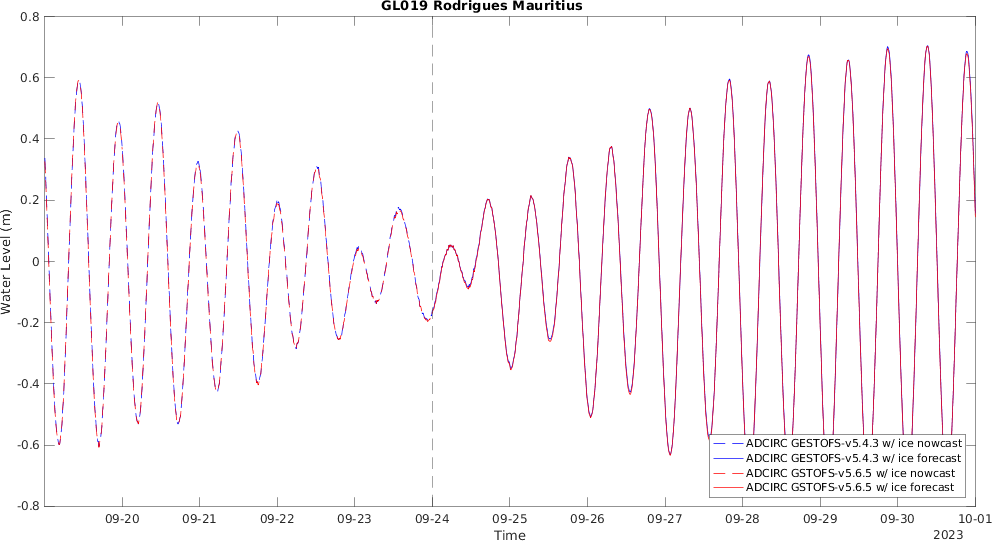 GL019 Rodrigues Mauritius
Water Level (m)
0.8
0.6
0.4
0.2
0
-0.2
-0.4
-0.6
-0.8
ADCIRC GESTOFS-v5.4.3 w/ ice nowcast
ADCIRC GESTOFS-v5.4.3 w/ ice forecast
ADCIRC GSTOFS-v5.6.5 w/ ice nowcast
ADCIRC GSTOFS-v5.6.5 w/ ice forecast
09-20 09-21 09-22 09-23 09-24 09-25 09-26 09-27 09-28 09-29 09-30 10-01
Time
2023